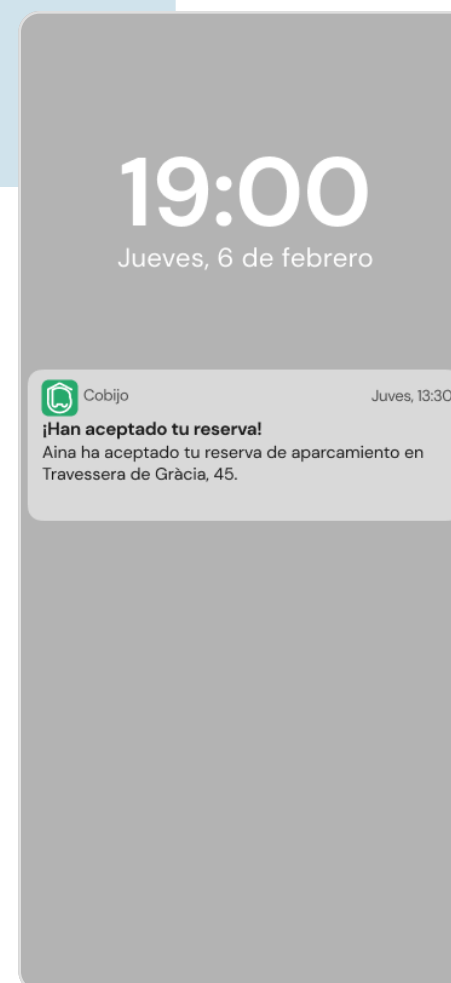 19:00
Jueves, 6 de febrero
Cobijo Juves, 13:30
¡Han aceptado tu reserva!
Aina ha aceptado tu reserva de aparcamiento en
Travessera de Gràcia, 45.